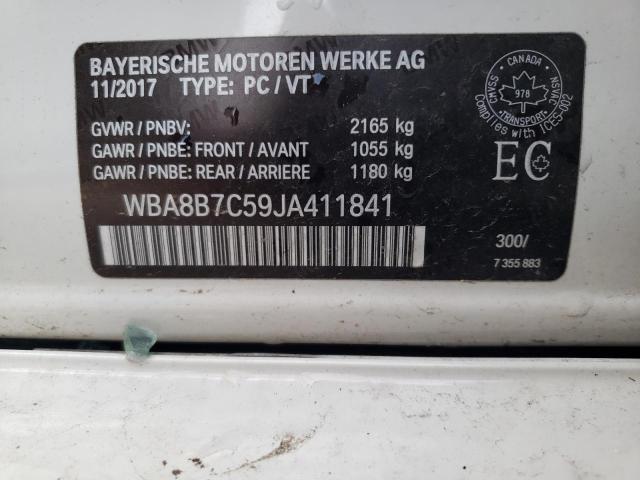 BAYERISCHE MOTOREN WERKE AG
11/2017 TYPE: PC / VT
GVWR / PNBV: 2165 kg
GAWR / PNBE: FRONT / AVANT 1055 kg
GAWR / PNBE: REAR / ARRIERE 1180 kg
WBA8B7C59JA411841
CANADA
CMVSS
NSVAC
978
TRANSPORT
Complies with ICES-002
EC
300/
7 355 883